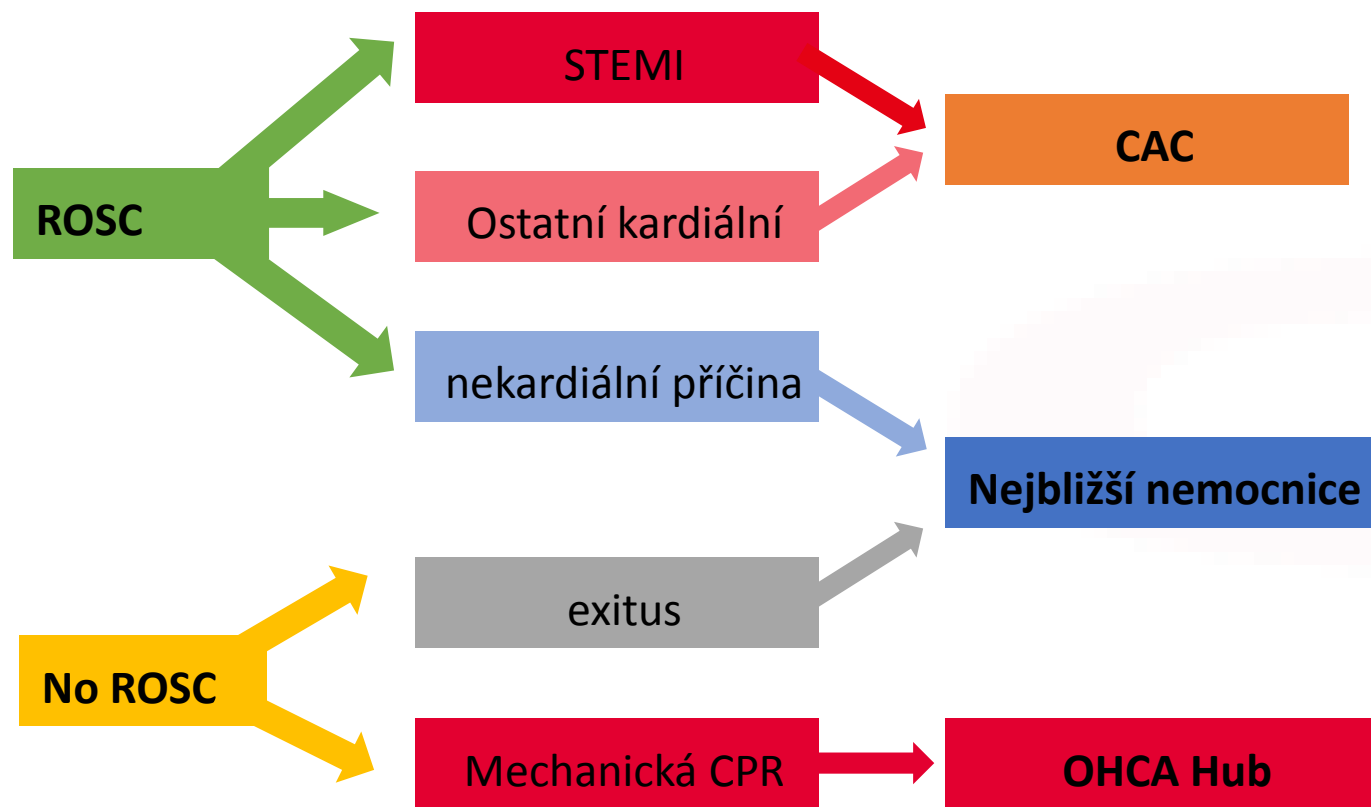 STEMI
CAC
ROSC
Ostatní kardiální
nekardiální příčina
Nejbližší nemocnice
exitus
No ROSC
Mechanická CPR
OHCA Hub